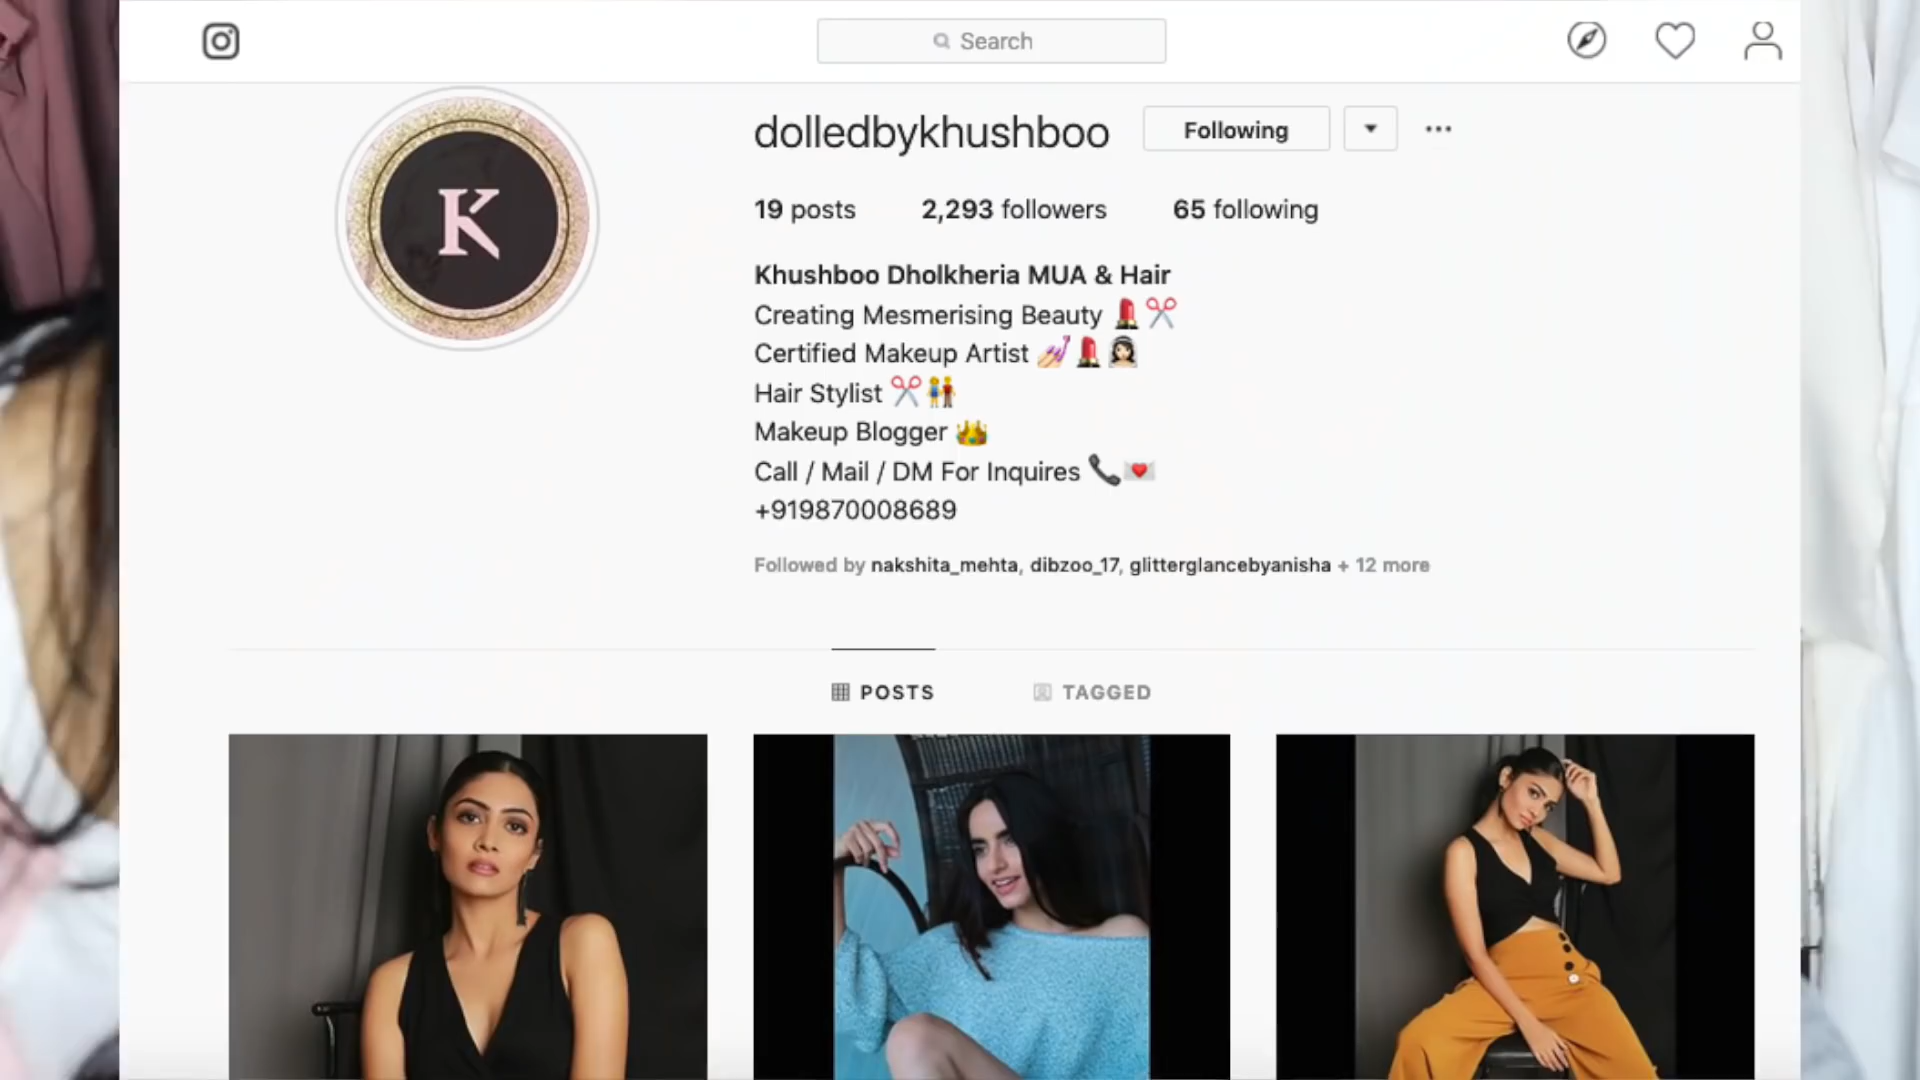 Search
K
dolledbykhushboo Following
19 posts 2,293 followers 65 following
Khushboo Dholkheria MUA & Hair
Creating Mesmerising Beauty 💄✂️
Certified Makeup Artist 💅🏻💄👰🏻
Hair Stylist ✂️👫
Makeup Blogger 👑
Call / Mail / DM For Inquires 📞💌
+919870008689
Followed by nakshita_mehta, dibzoo_17, glitterglancebyanisha + 12 more
POSTS TAGGED